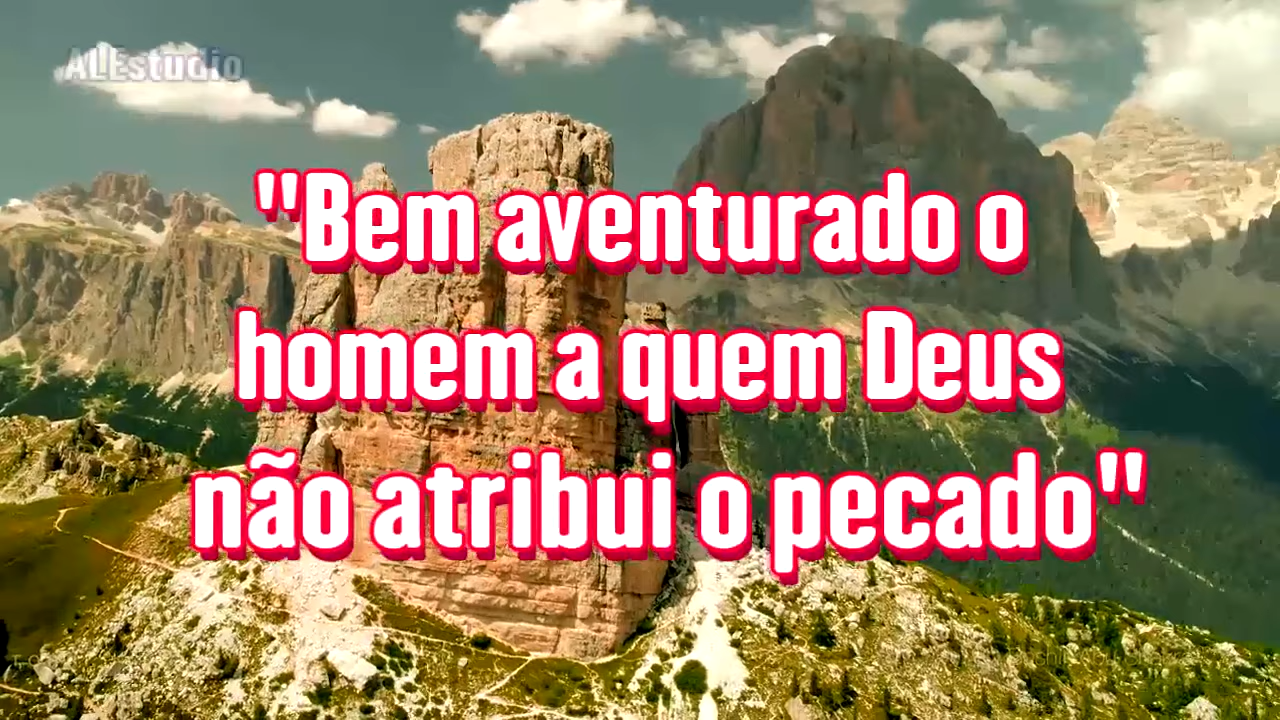 ALEstudio
"Bem aventurado o
homem a quem Deus
não atribui o pecado"